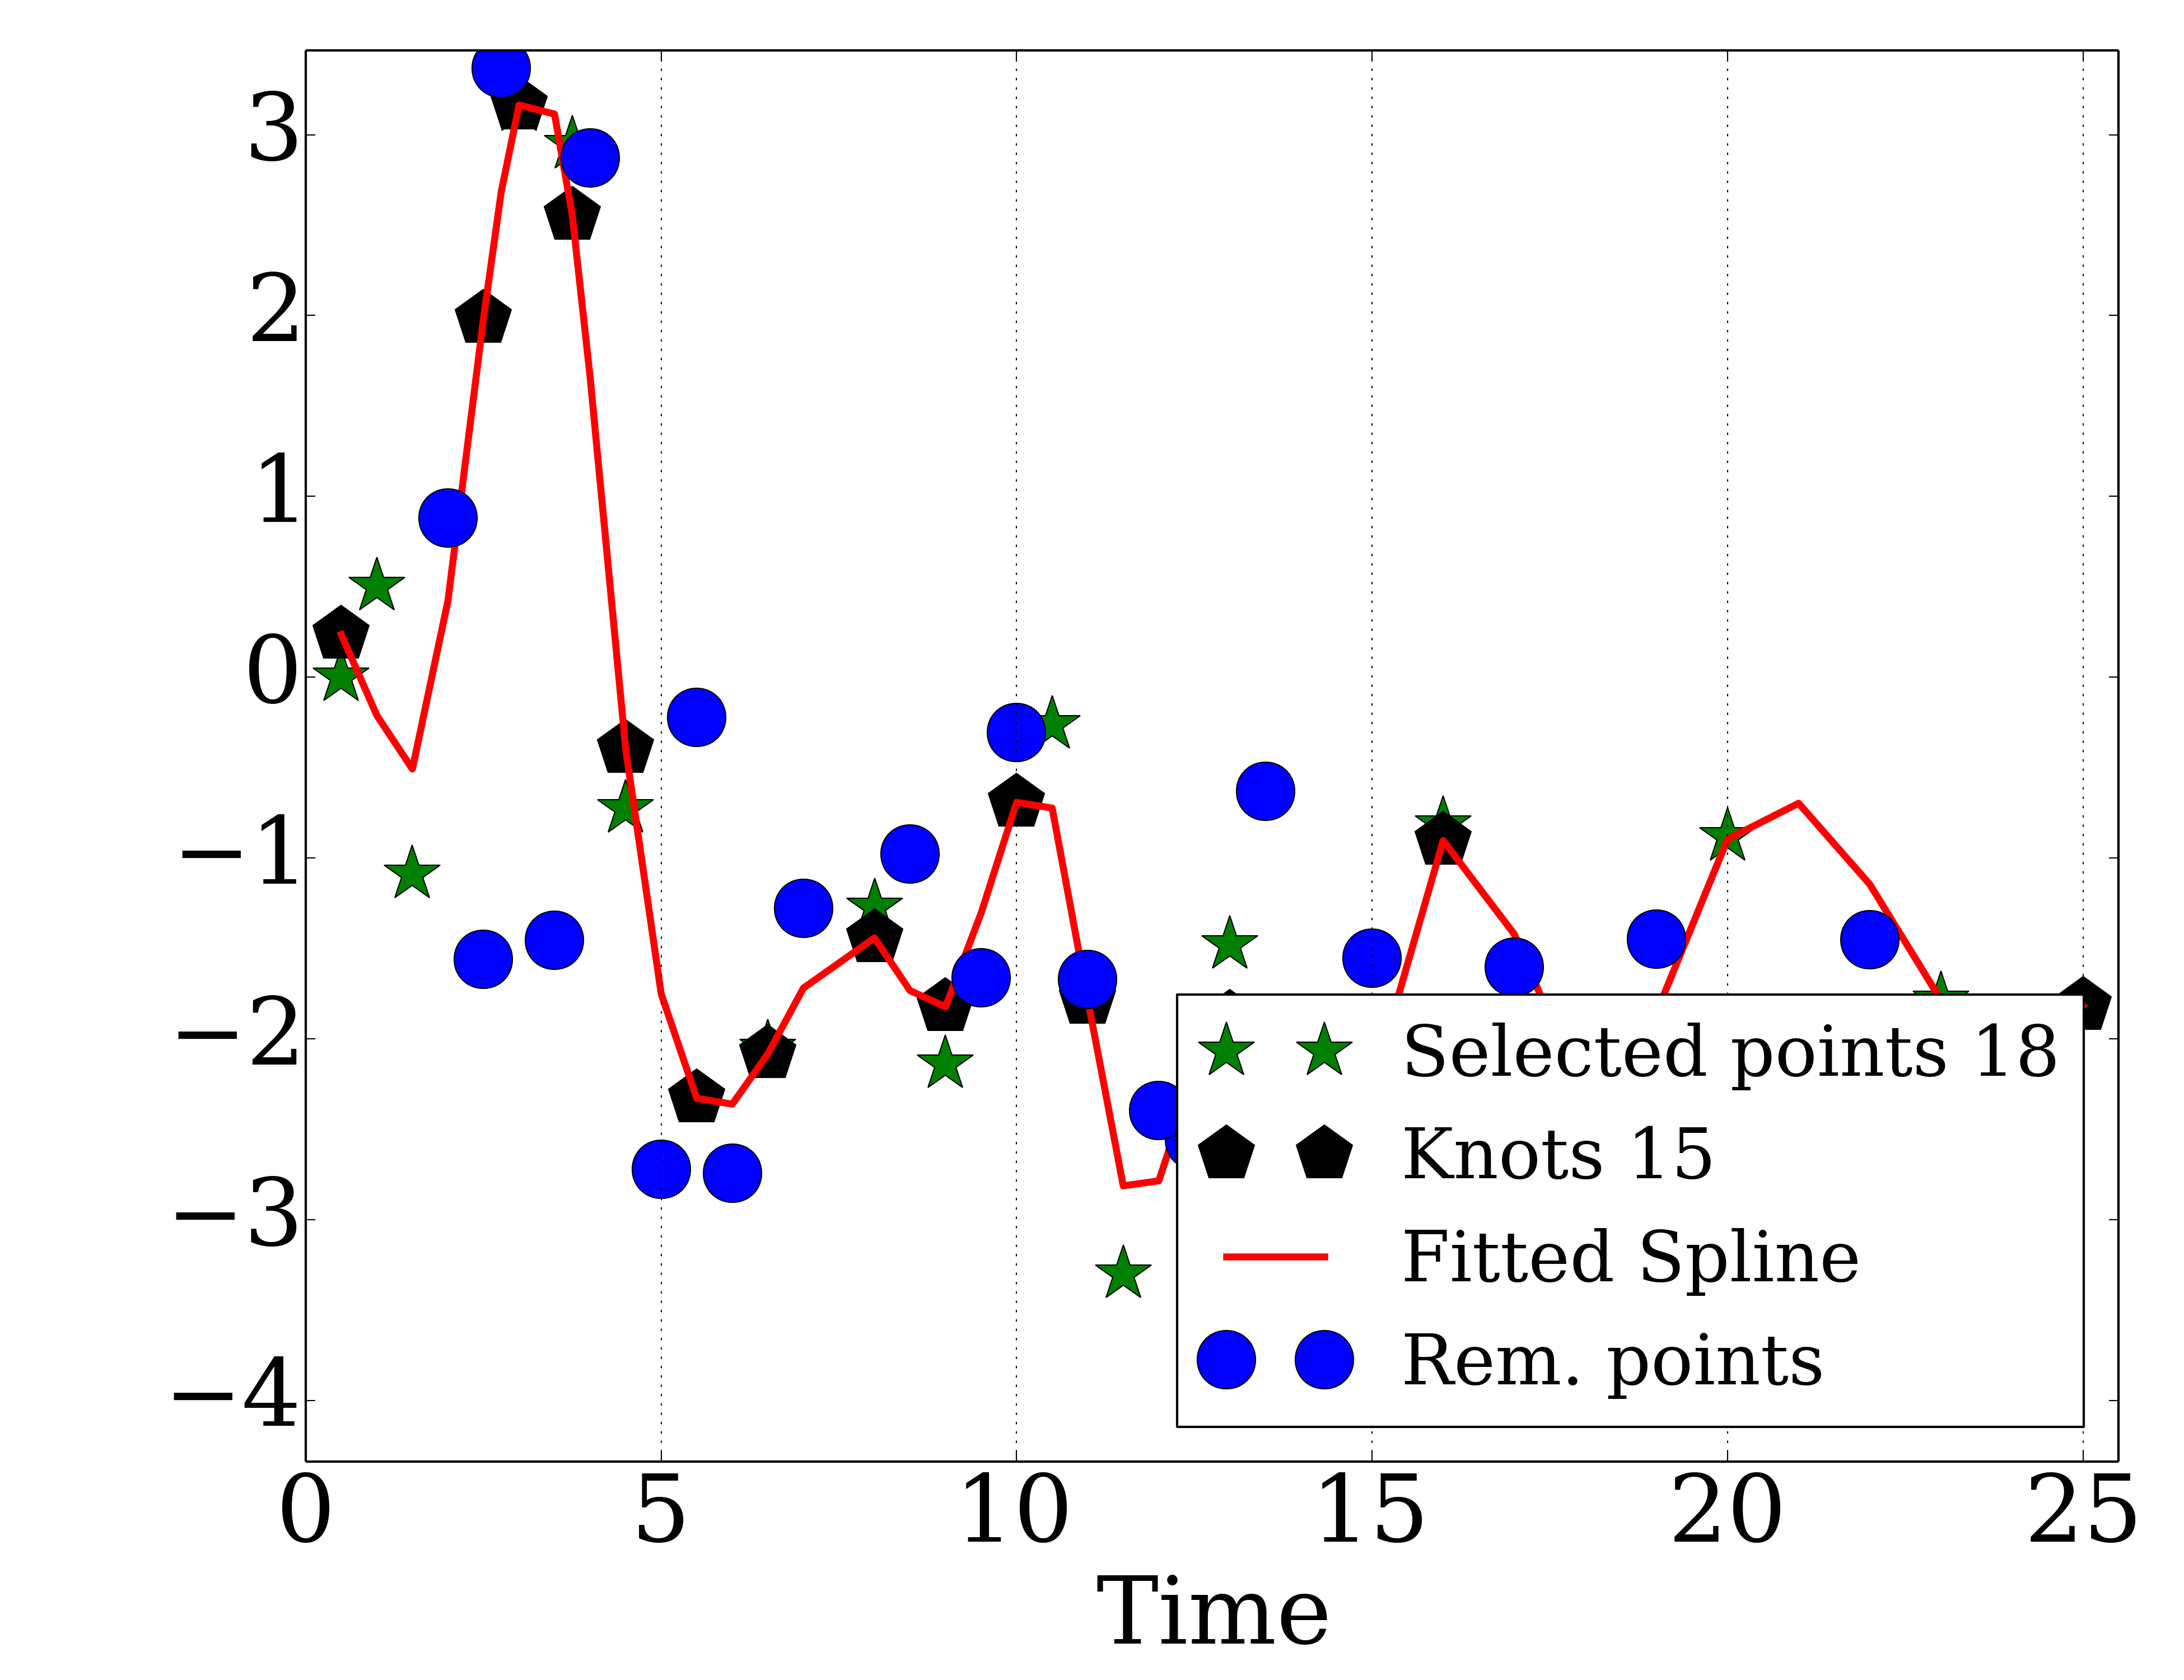 3
2
1
0
−1
−2
−3
−4
0 5 10 15 20 25
Time
Selected points 18
Knots 15
Fitted Spline
Rem. points